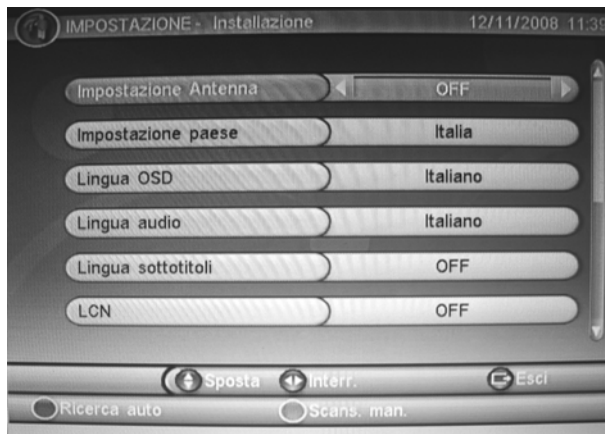 IMPOSTAZIONE - Installazione 12/11/2008 11:39
Impostazione Antenna OFF
Impostazione paese Italia
Lingua OSD Italiano
Lingua audio Italiano
Lingua sottotitoli OFF
LCN OFF
Sposta Interr. Esci
Ricerca auto Scans. man.